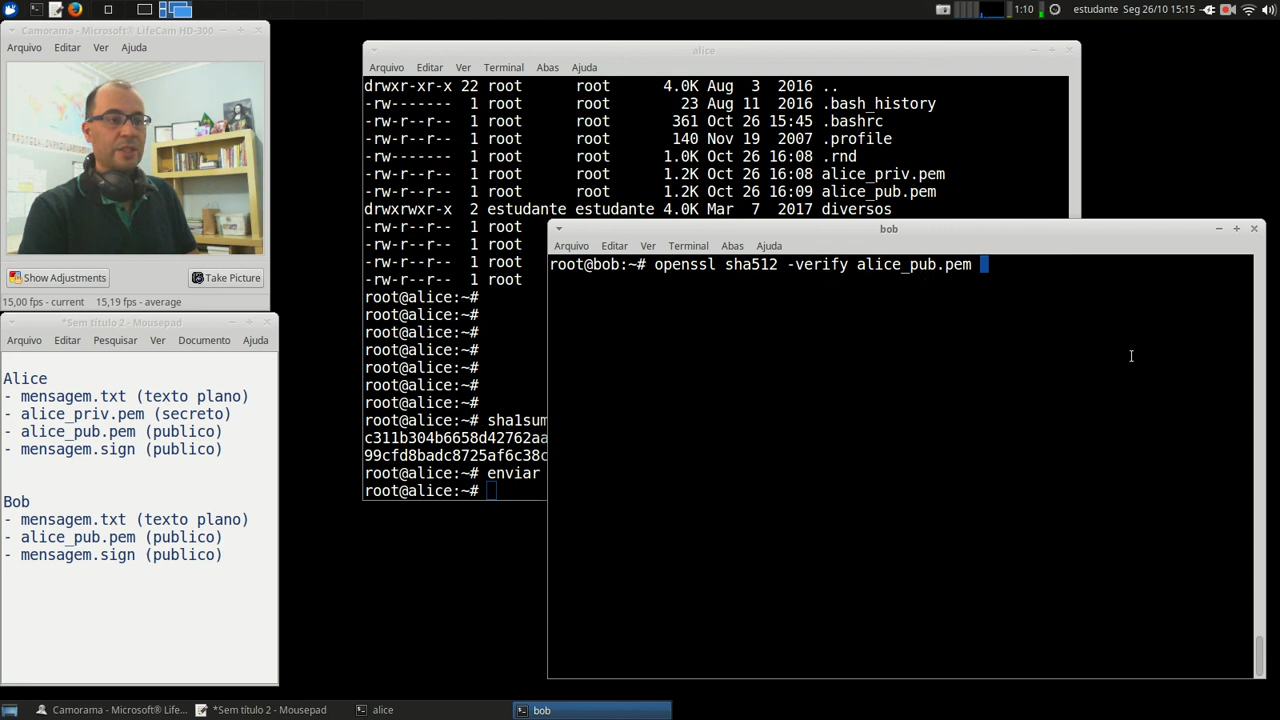 1:10
estudante Seg 26/10 15:15
Camorama - Microsoft® LifeCam HD-300
Arquivo Editar Ver Ajuda
Show Adjustments
Take Picture
15,00 fps - current 15,19 fps - average
*Sem título 2 - Mousepad
Arquivo Editar Pesquisar Ver Documento Ajuda
Alice
- mensagem.txt (texto plano)
- alice_priv.pem (secreto)
- alice_pub.pem (publico)
- mensagem.sign (publico)
Bob
- mensagem.txt (texto plano)
- alice_pub.pem (publico)
- mensagem.sign (publico)
alice
Arquivo Editar Ver Terminal Abas Ajuda
drwxr-xr-x 22 root root 4.0K Aug 3 2016 ..
-rw------- 1 root root 23 Aug 11 2016 .bash_history
-rw-r--r-- 1 root root 361 Oct 26 15:45 .bashrc
-rw-r--r-- 1 root root 140 Nov 19 2007 .profile
-rw------- 1 root root 1.0K Oct 26 16:08 .rnd
-rw-r--r-- 1 root root 1.2K Oct 26 16:08 alice_priv.pem
-rw-r--r-- 1 root root 1.2K Oct 26 16:09 alice_pub.pem
drwxrwxr-x 2 estudante estudante 4.0K Mar 7 2017 diversos
-rw-r--r-- 1 root
-rw-r--r-- 1 root
-rw-r--r-- 1 root
-rw-r--r-- 1 root
root@alice:~#
root@alice:~#
root@alice:~#
root@alice:~#
root@alice:~#
root@alice:~#
root@alice:~#
root@alice:~# sha1sum
c311b304b6658d42762aa
99cfd8badc8725af6c38c
root@alice:~# enviar
root@alice:~#
bob
Arquivo Editar Ver Terminal Abas Ajuda
root@bob:~# openssl sha512 -verify alice_pub.pem
Camorama - Microsoft® Life...
*Sem título 2 - Mousepad
alice
bob